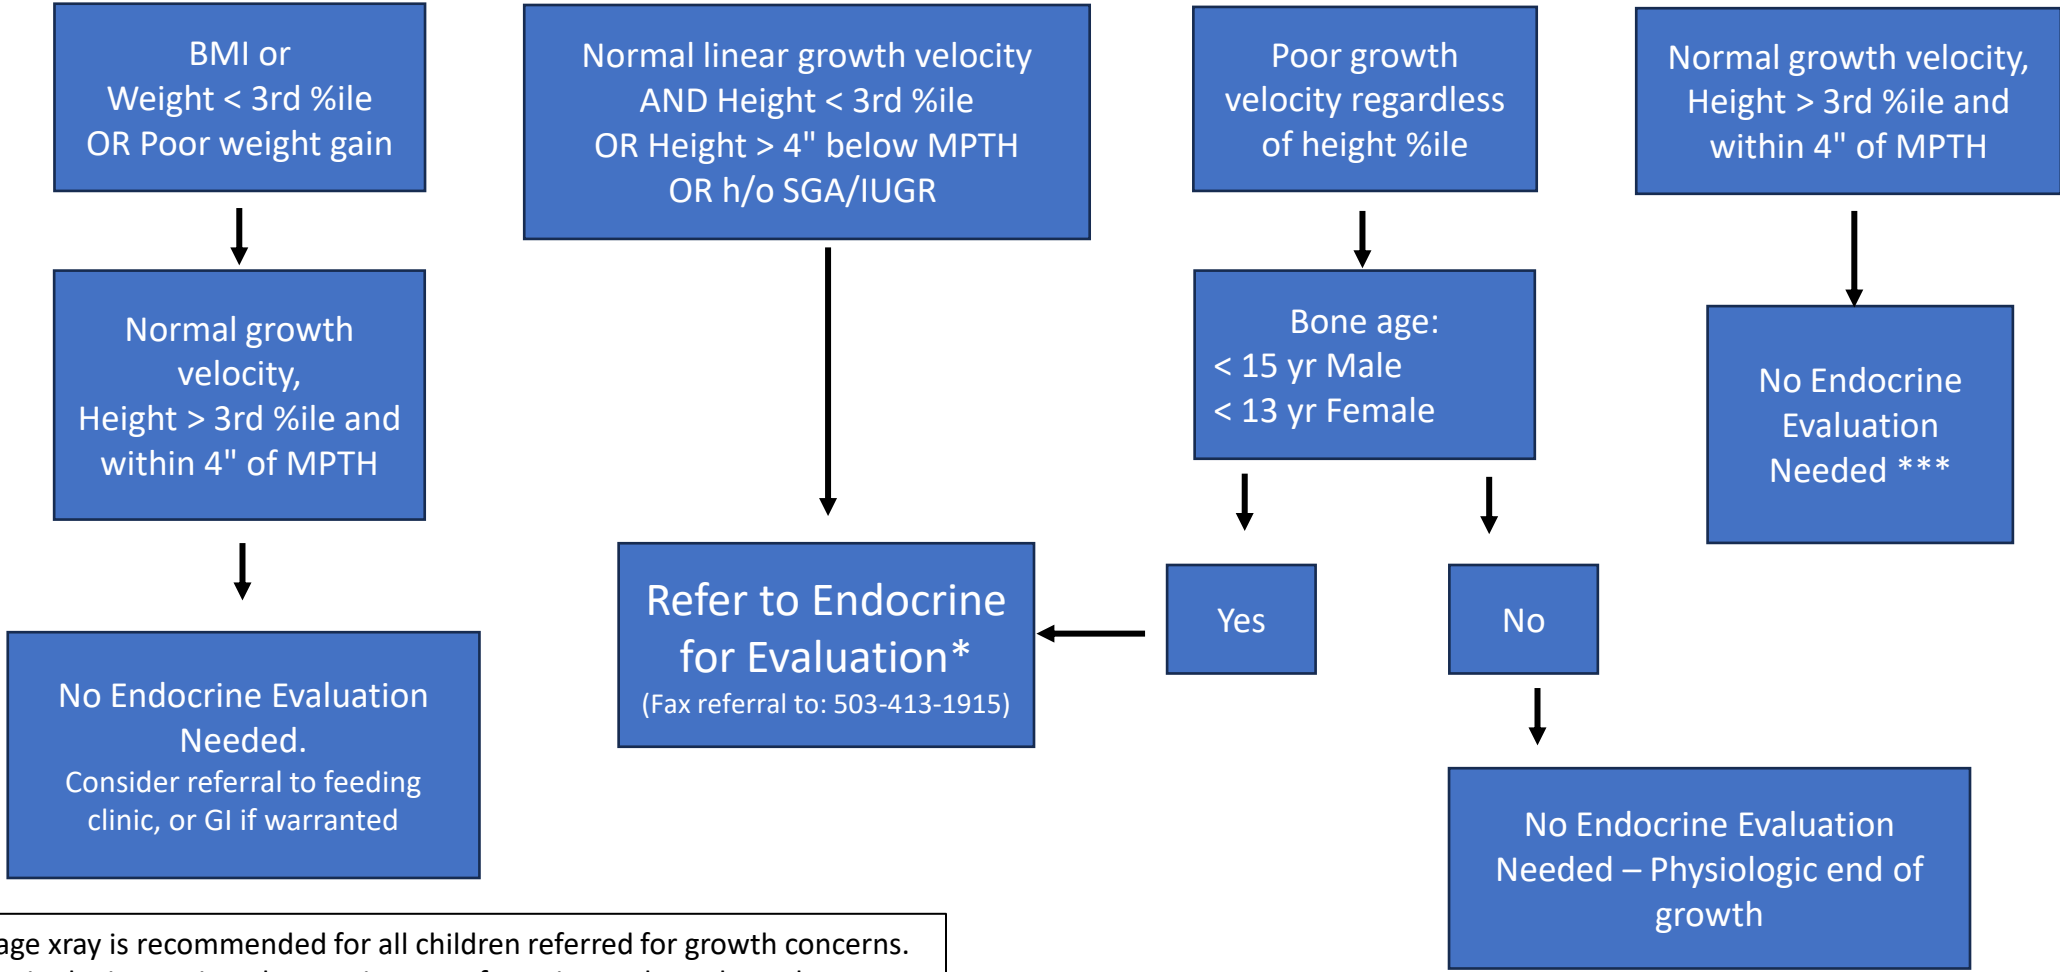 BMI or
Weight < 3rd %ile
OR Poor weight gain
Normal growth
velocity,
Height > 3rd %ile and
within 4" of MPTH
No Endocrine Evaluation
Needed.
Consider referral to feeding
clinic, or GI if warranted
Normal linear growth velocity
AND Height < 3rd %ile
OR Height > 4" below MPTH
OR h/o SGA/IUGR
Refer to Endocrine
for Evaluation*
(Fax referral to: 503-413-1915)
Poor growth
velocity regardless
of height %ile
Bone age:
< 15 yr Male
< 13 yr Female
Yes
No
No Endocrine Evaluation
Needed – Physiologic end of
growth
Normal growth velocity,
Height > 3rd %ile and
within 4" of MPTH
No Endocrine
Evaluation
Needed ***
age xray is recommended for all children referred for growth concerns.